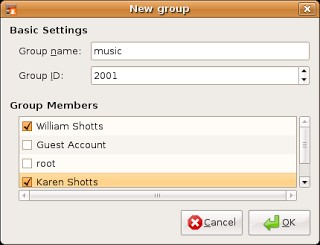 New group
Basic Settings
Group name: music
Group ID: 2001
Group Members
William Shotts
Guest Account
root
Karen Shotts
Cancel OK